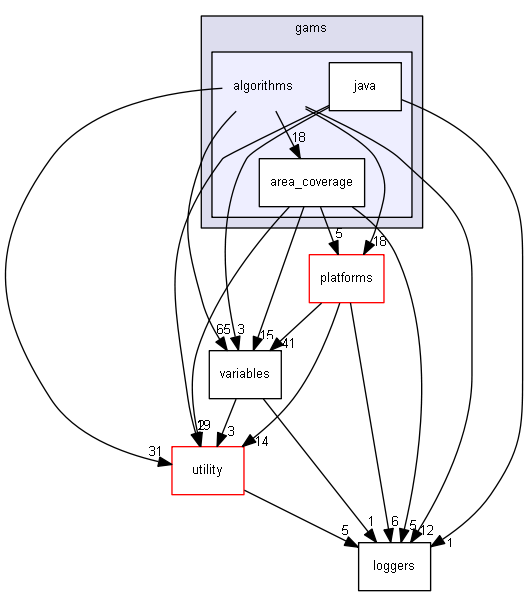 gams
algorithms
java
18
area_coverage
5
18
platforms
65
3
15
41
variables
3
14
31
utility
5
1
6
5
12
1
loggers